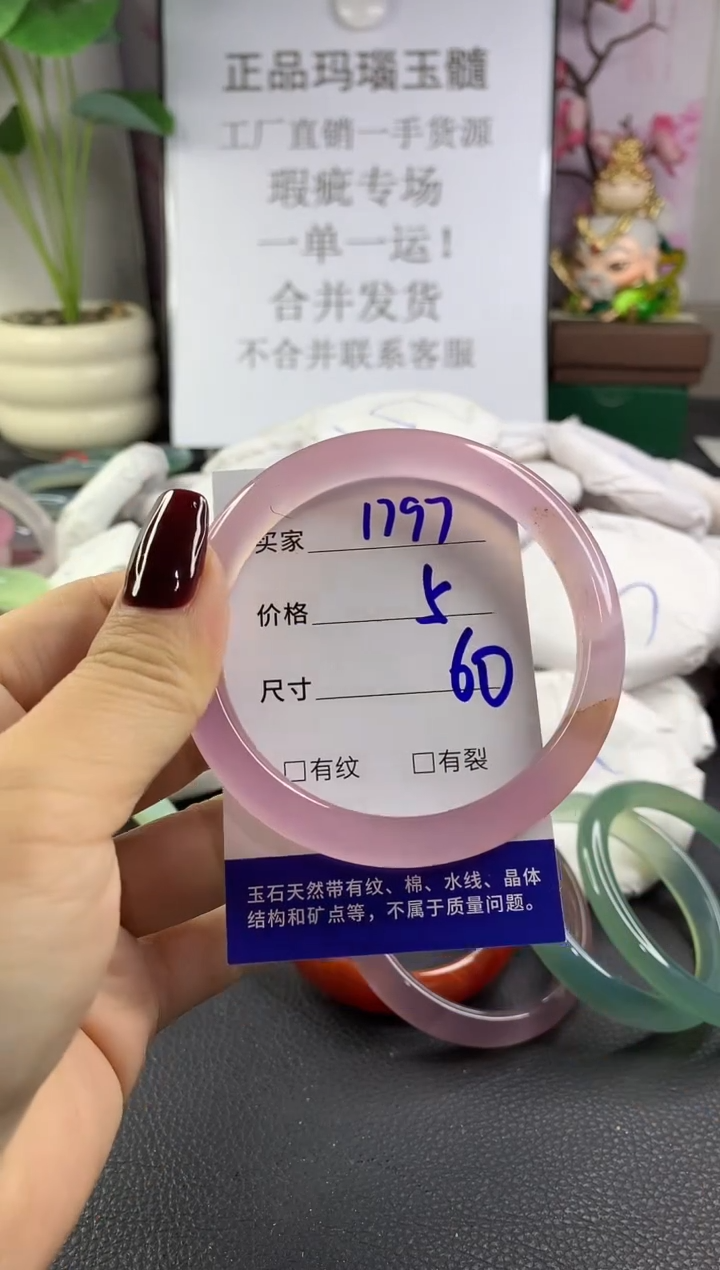 正品玛瑙玉髓
工厂直销一手货源
瑕疵专场
一单一运！
合并发货
不合并联系客服
买家 1797
价格 5
尺寸 60
□有纹 □有裂
玉石天然带有纹、棉、水线、晶体
结构和矿点等，不属于质量问题。